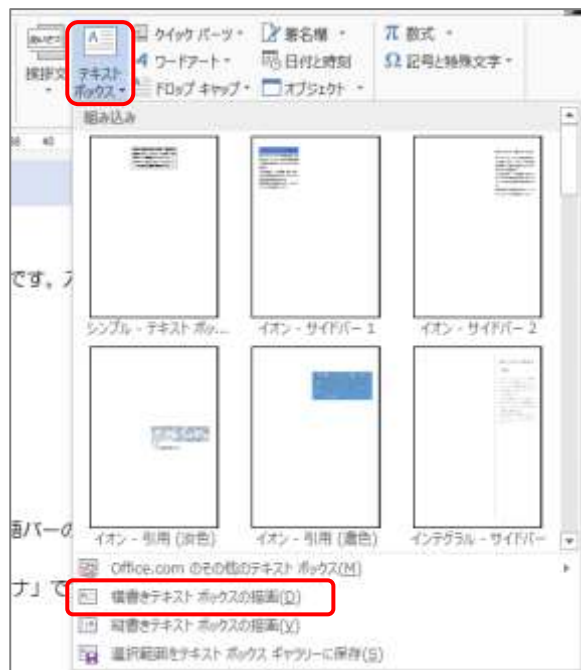 挨拶文
テキスト
ボックス
クイック パーツ
ワードアート
ドロップ キャップ
署名欄
日付と時刻
オブジェクト
π 数式
Ω 記号と特殊文字
組み込み
です。
シンプル - テキスト ボッ...
イオン - サイドバー 1
イオン - サイドバー 2
イオン - 引用 (淡色)
イオン - 引用 (濃色)
インテグラル - サイドバー
語バーの
ナ」で
Office.com のその他のテキスト ボックス(M)
横書きテキスト ボックスの描画(D)
縦書きテキスト ボックスの描画(V)
選択範囲をテキスト ボックス ギャラリーに保存(S)